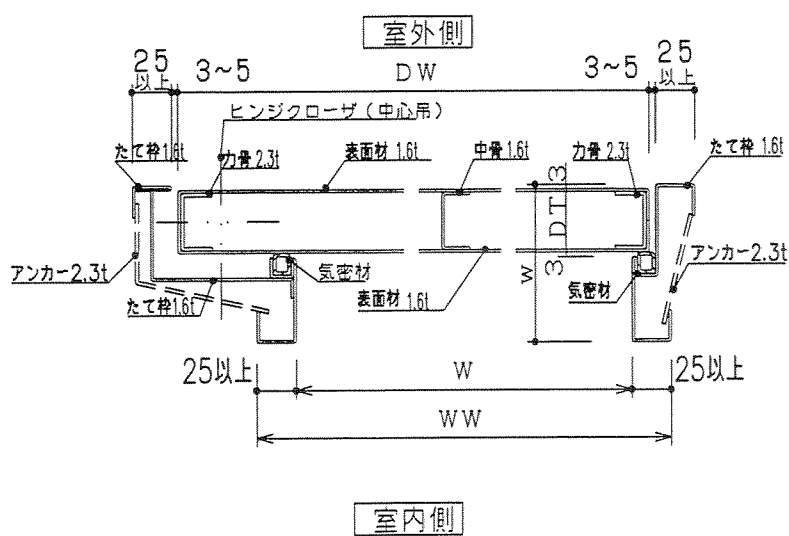 室外側
25
以上
3~5
DW
3~5
25
以上
ヒンジクローザ(中心吊)
たて枠1.6t
力骨2.3t
表面材 1.6t
中骨1.6t
力骨2.3t
たて枠 1.6t
3
DT
3
w
アンカー2.3t
気密材
たて枠1.6t
表面材 1.6t
気密材
アンカー2.3t
25以上
W
25以上
WW
室内側